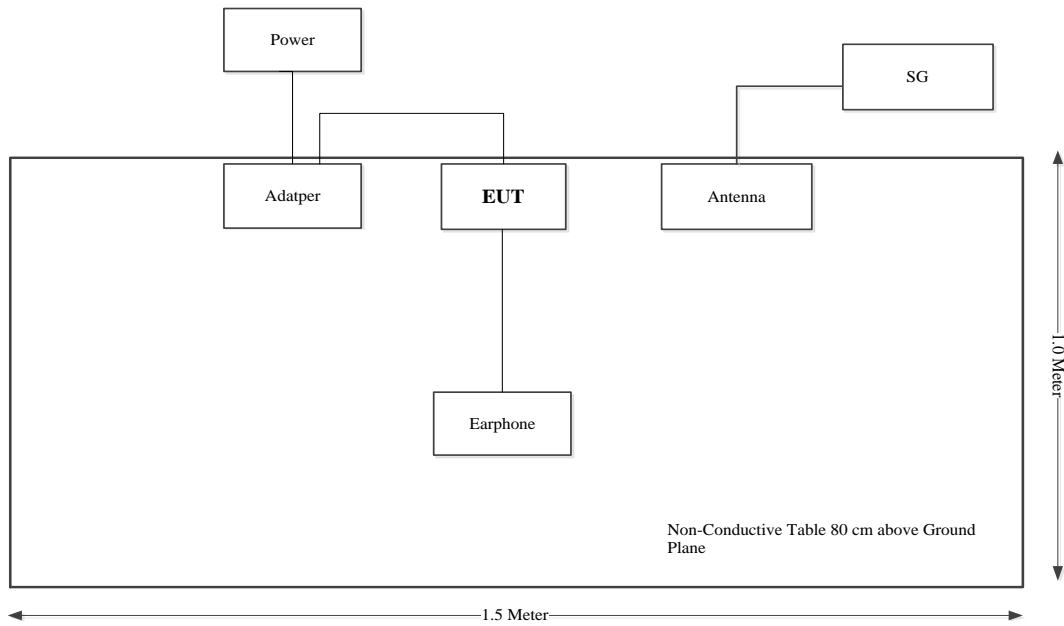 Power
SG
Adatper
EUT
Antenna
Earphone
1.0 Meter
Non-Conductive Table 80 cm above Ground
Plane
1.5 Meter